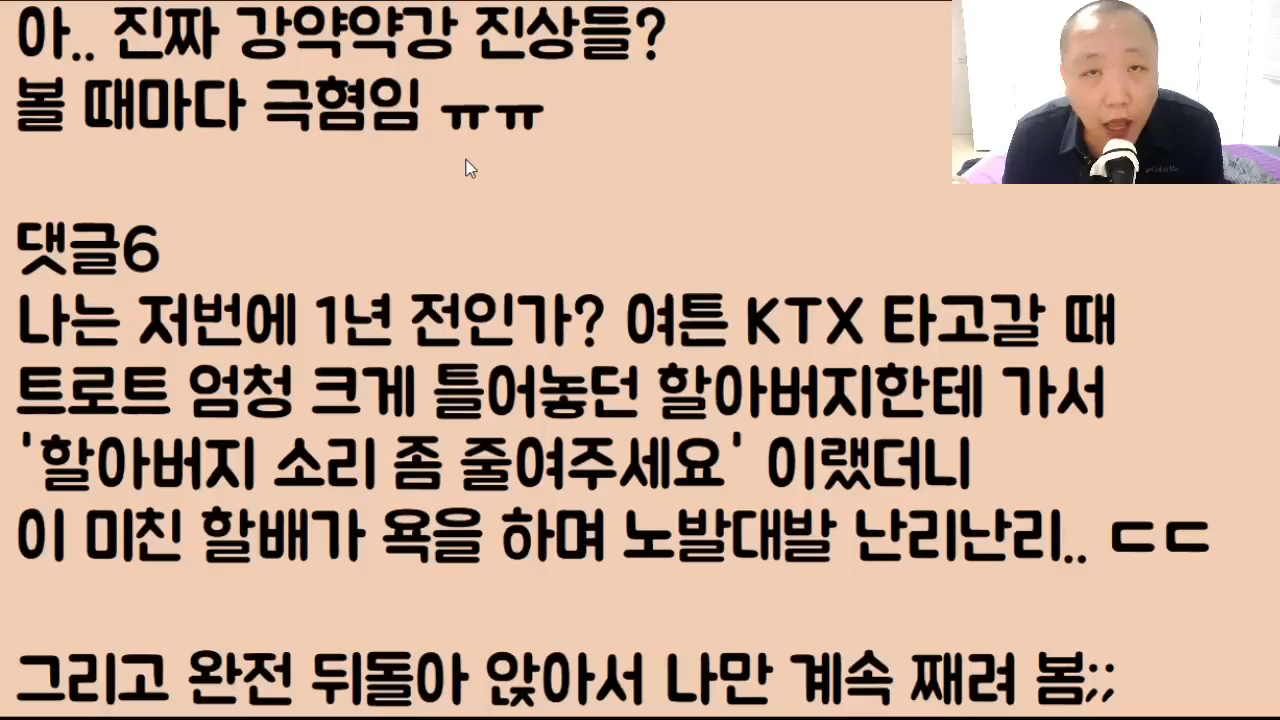 아.. 진짜 강약약강 진상들?
볼 때마다 극혐임 ㅠㅠ
댓글6
나는 저번에 1년 전인가? 여튼 KTX 타고갈 때
트로트 엄청 크게 틀어놓던 할아버지한테 가서
'할아버지 소리 좀 줄여주세요' 이랬더니
이 미친 할배가 욕을 하며 노발대발 난리난리.. ㄷㄷ
그리고 완전 뒤돌아 앉아서 나만 계속 째려 봄;;